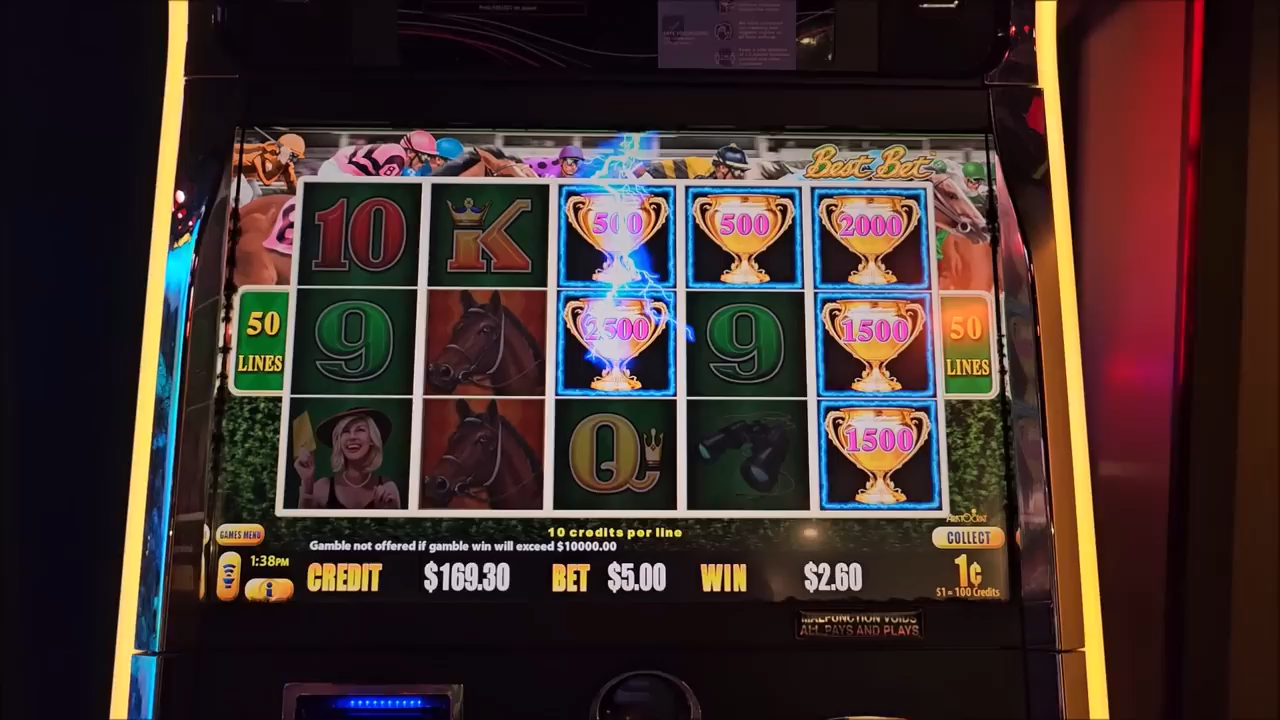 Best Bet
10 K 500 500 2000
50 LINES
9 2500 9 1500
50 LINES
Q 1500
ARISTOCRAT
GAMES MENU
10 credits per line
COLLECT
Gamble not offered if gamble win will exceed $10000.00
1:38PM
CREDIT $169.30 BET $5.00 WIN $2.60
1¢
$1 = 100 Credits
i
MALFUNCTION VOIDS
ALL PAYS AND PLAYS